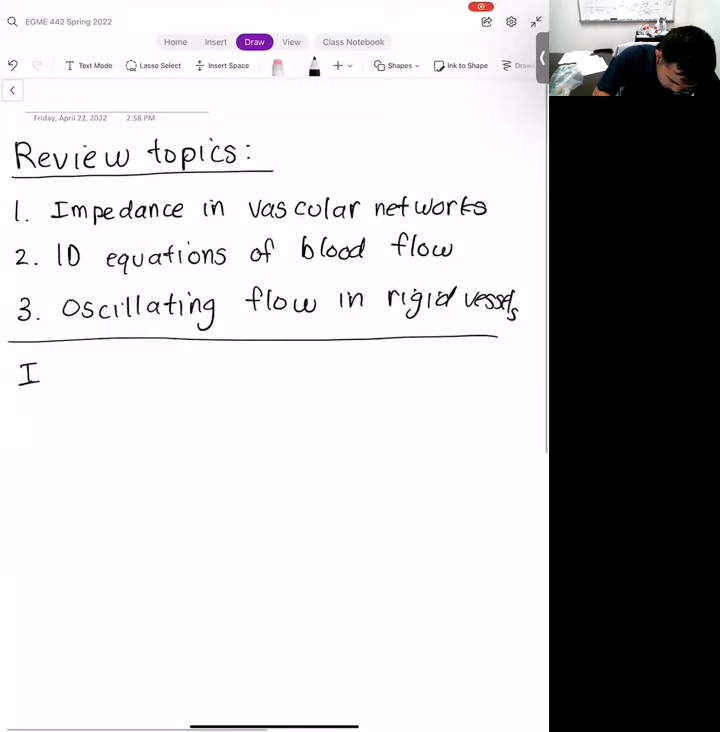 EGME 442 Spring 2022
Home Insert Draw View Class Notebook
Text Mode Lasso Select Insert Space Shapes Ink to Shape Draw
Friday, April 22, 2022 2:58 PM
Review topics:
1. Impedance in vascular networks
2. 1D equations of blood flow
3. Oscillating flow in rigid vessels
I